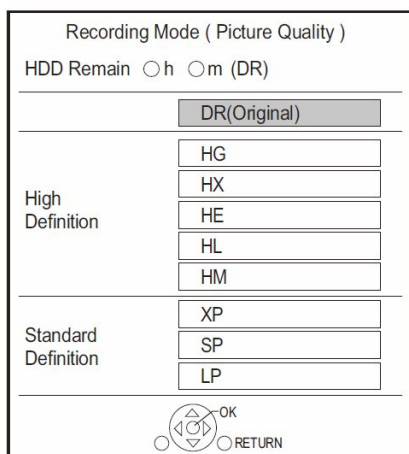 Recording Mode ( Picture Quality )
HDD Remain ○h ○m (DR)
DR(Original)
High
Definition
HG
HX
HE
HL
HM
Standard
Definition
XP
SP
LP
OK
RETURN